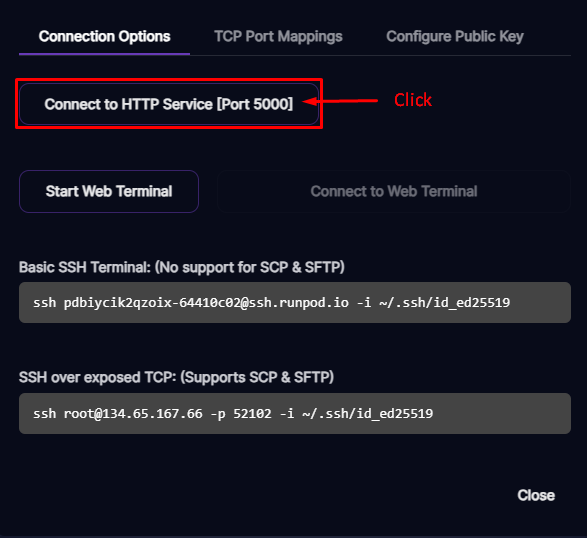 Connection Options TCP Port Mappings Configure Public Key
Connect to HTTP Service [Port 5000] Click
Start Web Terminal Connect to Web Terminal
Basic SSH Terminal: (No support for SCP & SFTP)
ssh pdbiycik2qzoix-64410c02@ssh.runpod.io -i ~/.ssh/id_ed25519
SSH over exposed TCP: (Supports SCP & SFTP)
ssh root@134.65.167.66 -p 52102 -i ~/.ssh/id_ed25519
Close